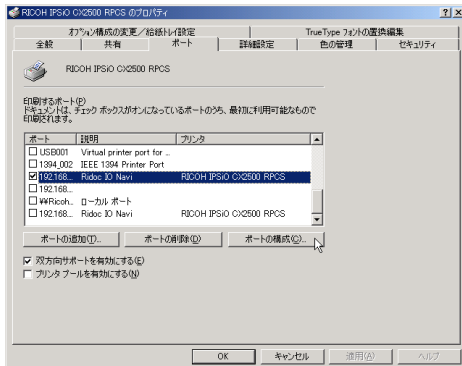 RICOH IPSiO CX2500 RPCS のプロパティ
オプション構成の変更/給紙トレイ設定
TrueType フォントの置換編集
全般
共有
ポート
詳細設定
色の管理
セキュリティ
RICOH IPSiO CX2500 RPCS
印刷するポート(P)
ドキュメントは、チェック ボックスがオンになっているポートのうち、最初に利用可能なもので
印刷されます。
ポート 説明 プリンタ
USB001 Virtual printer port for ...
1394_002 IEEE 1394 Printer Port
192.168... Ridoc IO Navi RICOH IPSiO CX2500 RPCS
192.168...
¥¥Ricoh... ローカル ポート
192.168... Ridoc IO Navi RICOH IPSiO CX2500 RPCS
ポートの追加(T)... ポートの削除(D) ポートの構成(C)...
双方向サポートを有効にする(E)
プリンタ プールを有効にする(N)
OK キャンセル 適用(A) ヘルプ